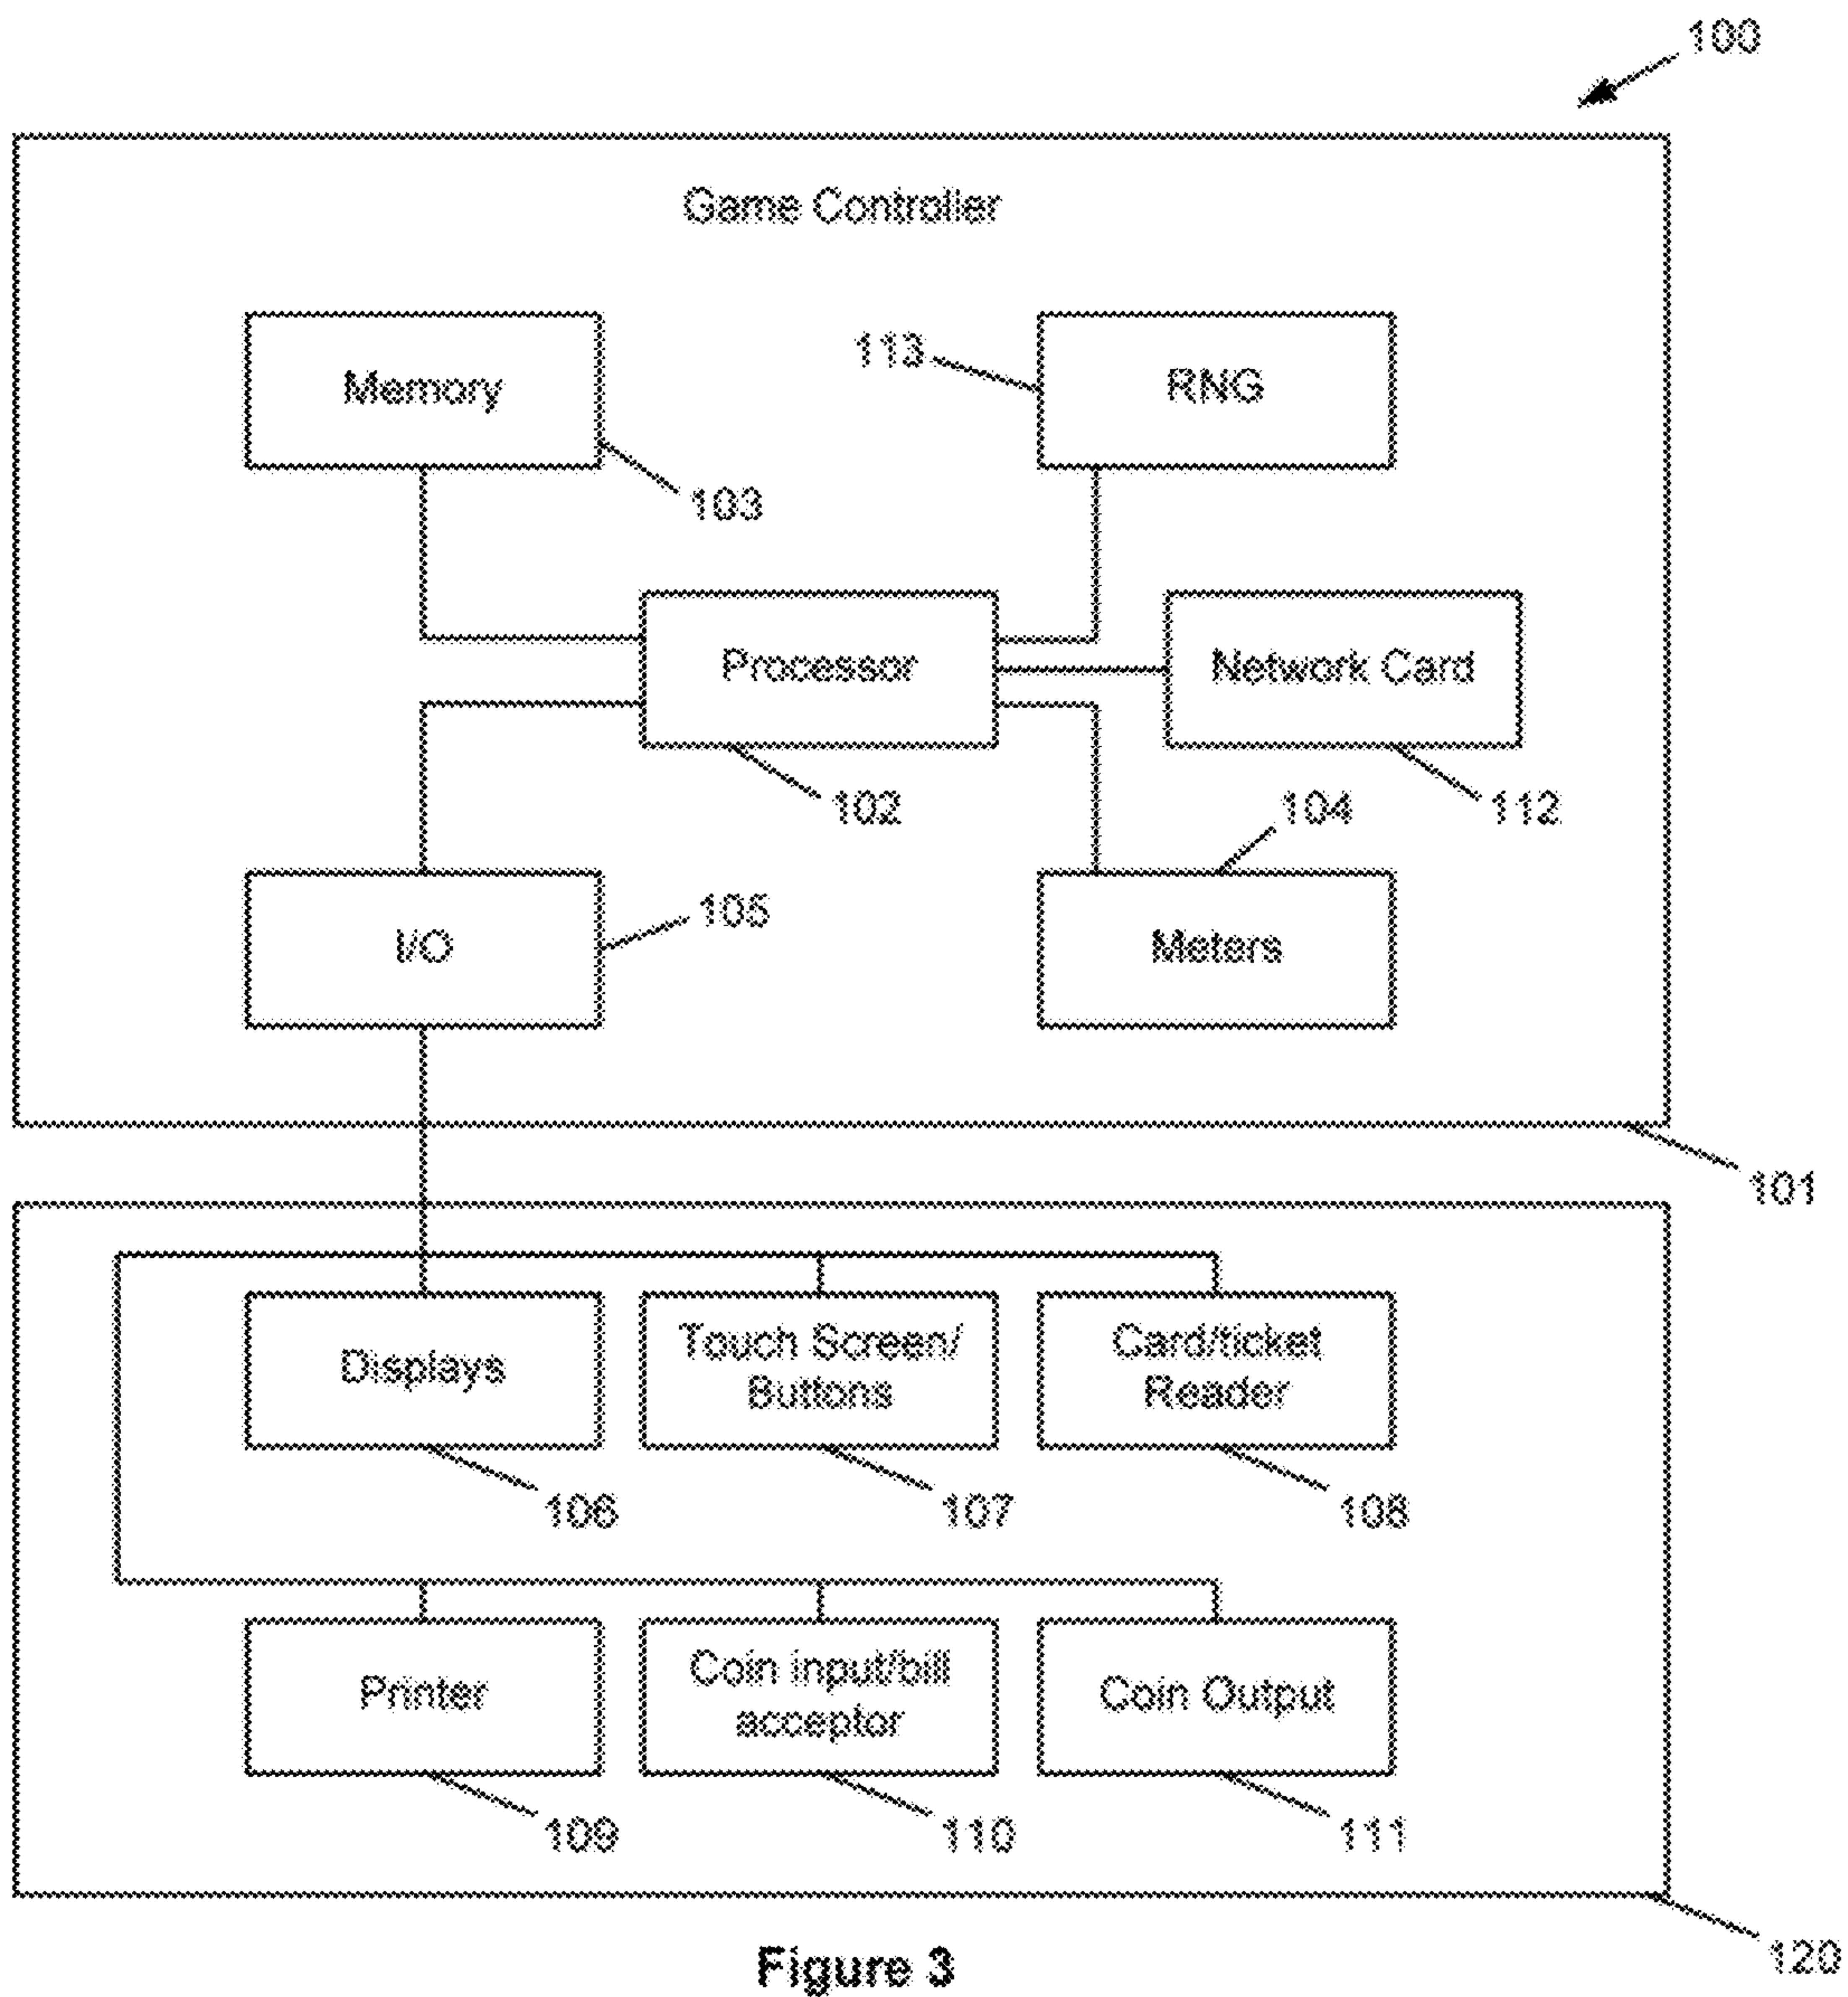 100
Game Controller
Memory
113
RNG
103
Processor
Network Card
102
104
112
I/O
105
Meters
101
Displays
Touch Screen/
Buttons
Card/ticket
Reader
106
107
108
Printer
Coin input/bill
acceptor
Coin Output
109
110
111
120
Figure 3